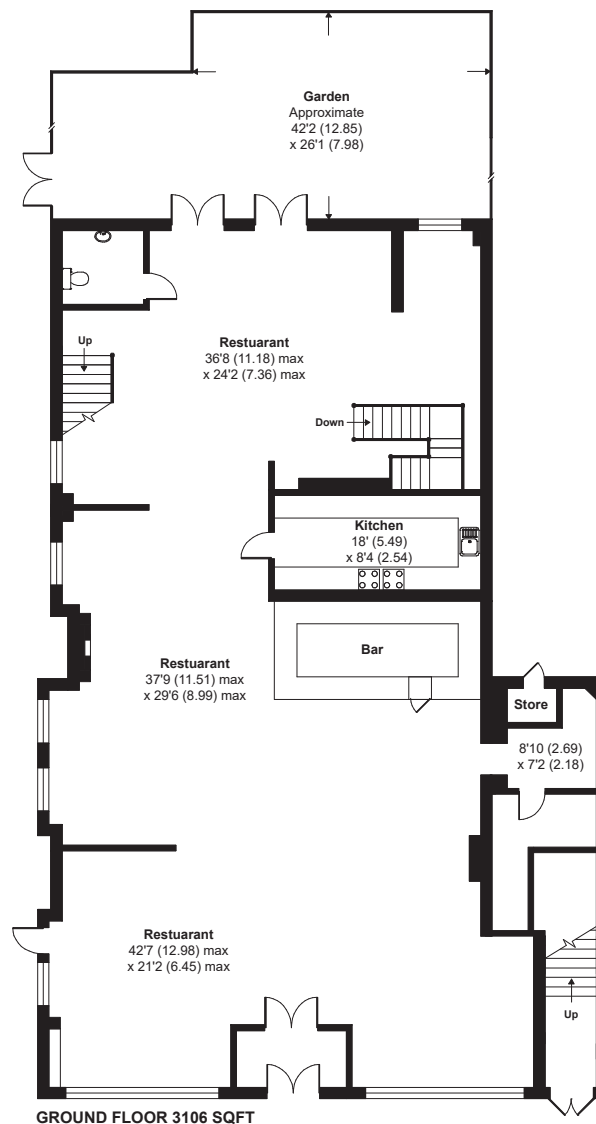 Garden
Approximate
42'2 (12.85)
x 26'1 (7.98)
Up
Restuarant
36'8 (11.18) max
x 24'2 (7.36) max
Down
Kitchen
18' (5.49)
x 8'4 (2.54)
Bar
Restuarant
37'9 (11.51) max
x 29'6 (8.99) max
Store
8'10 (2.69)
x 7'2 (2.18)
Restuarant
42'7 (12.98) max
x 21'2 (6.45) max
Up
GROUND FLOOR 3106 SQFT